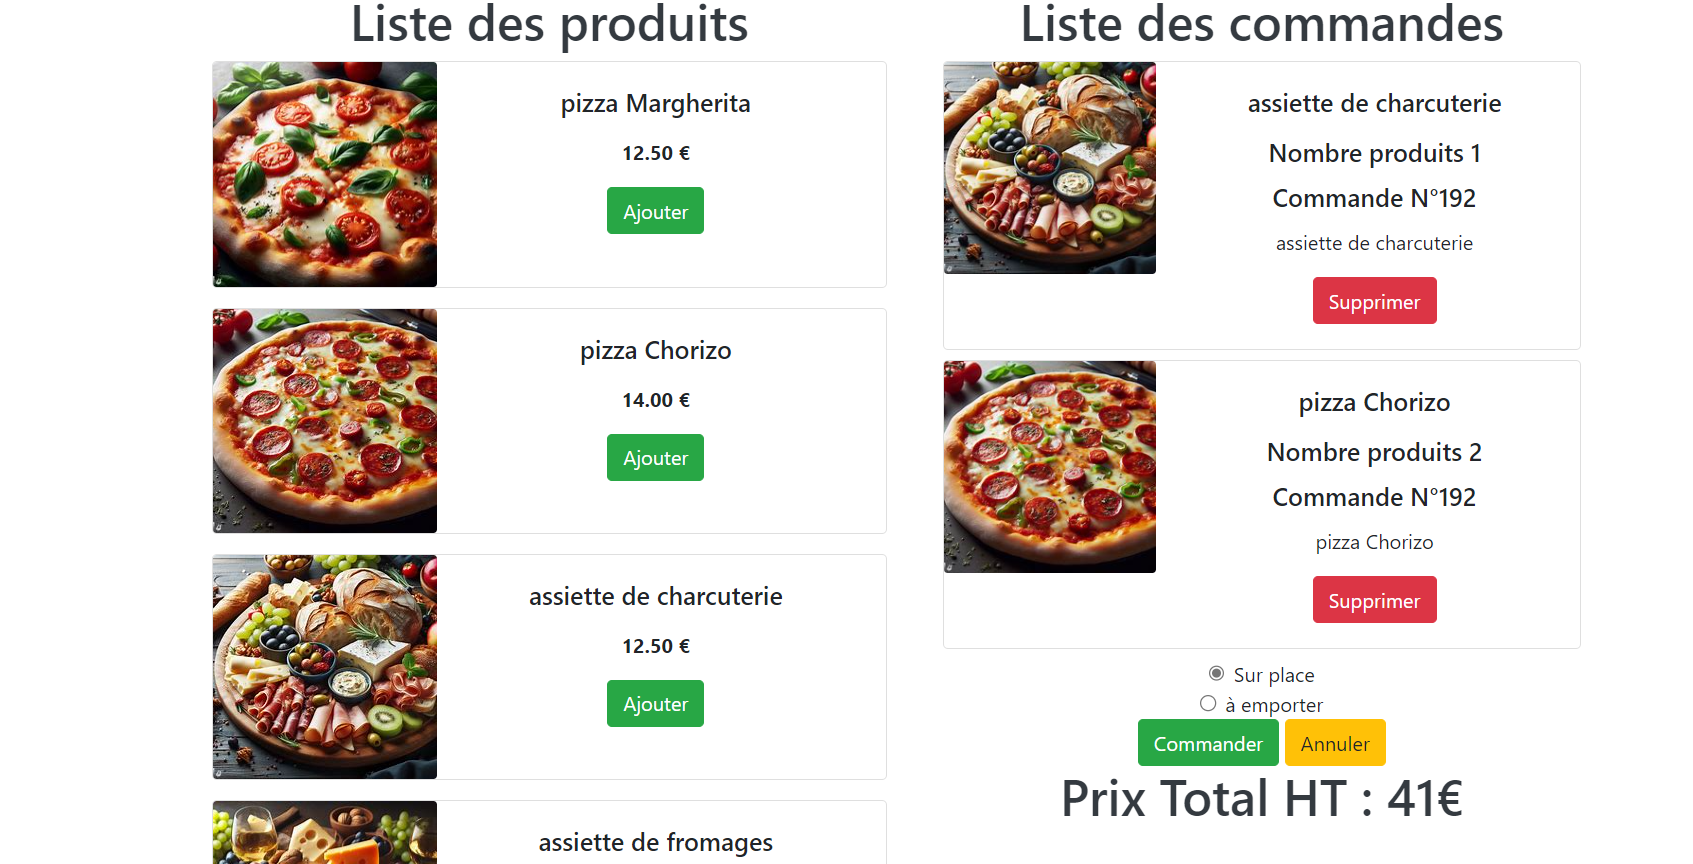 Liste des produits
pizza Margherita
12.50 €
Ajouter
pizza Chorizo
14.00 €
Ajouter
assiette de charcuterie
12.50 €
Ajouter
assiette de fromages
Liste des commandes
assiette de charcuterie
Nombre produits 1
Commande N°192
assiette de charcuterie
Supprimer
pizza Chorizo
Nombre produits 2
Commande N°192
pizza Chorizo
Supprimer
Sur place
à emporter
Commander Annuler
Prix Total HT : 41€